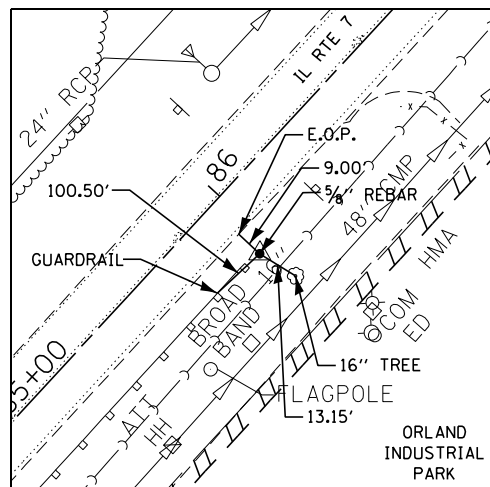 IL RTE 7
24" RCP
E.O.P.
86
9.00'
5/8" REBAR
100.50'
48" CMP
GUARDRAIL
HMA
BROAD
BAND
COM
ED
16" TREE
FLAGPOLE
35+00
13.15'
ATT
HH
ORLAND
INDUSTRIAL
PARK